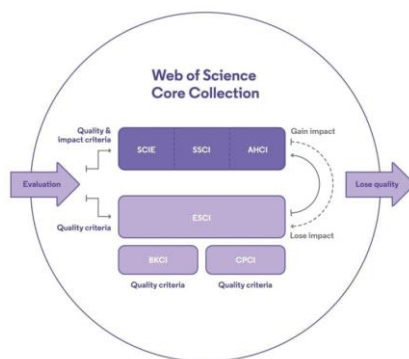 Web of Science
Core Collection
Quality &
impact criteria
Gain impact
SCIE
SSCI
AHCI
Evaluation
Lose quality
ESCI
Quality criteria
Lose impact
BKCI
CPCI
Quality criteria
Quality criteria